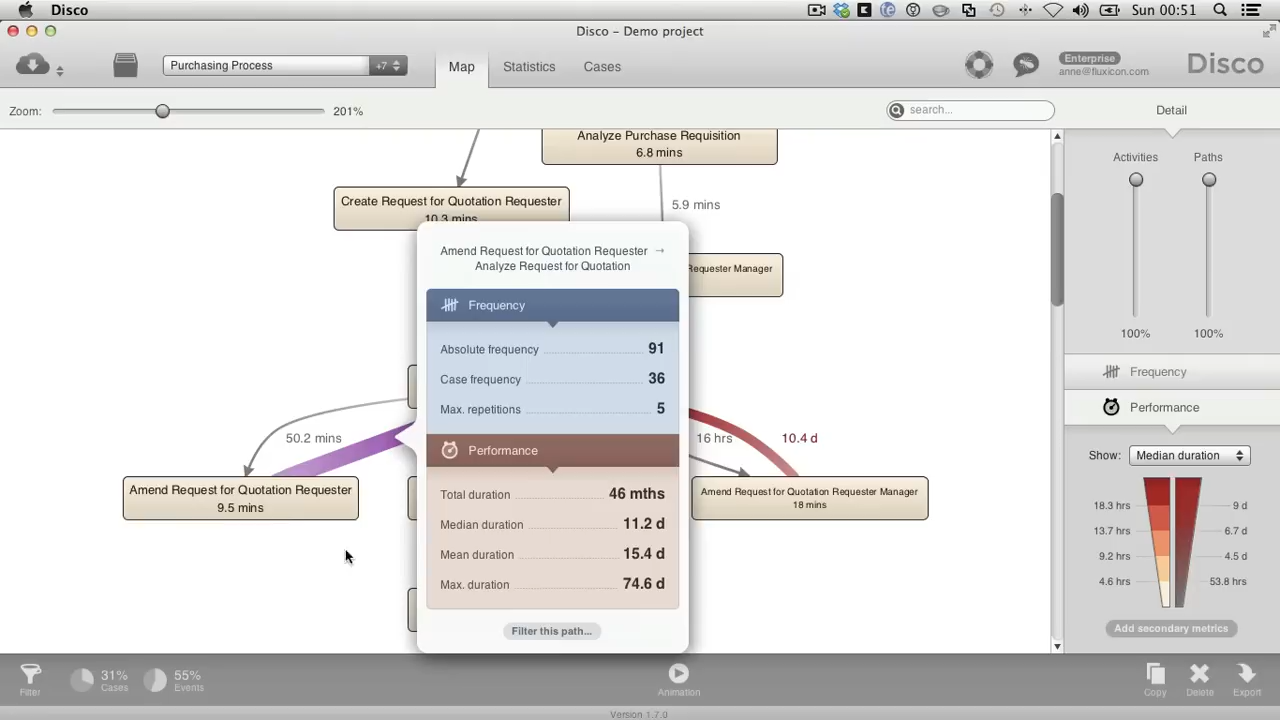 Disco
Sun 00:51
Disco – Demo project
Purchasing Process
+7
Map
Statistics
Cases
Enterprise
anne@fluxicon.com
Disco
Zoom:
201%
search...
Detail
Analyze Purchase Requisition
6.8 mins
Create Request for Quotation Requester
10.3 mins
5.9 mins
Requester Manager
Amend Request for Quotation Requester →
Analyze Request for Quotation
Frequency
Absolute frequency 91
Case frequency 36
Max. repetitions 5
Performance
Total duration 46 mths
Median duration 11.2 d
Mean duration 15.4 d
Max. duration 74.6 d
Filter this path...
50.2 mins
16 hrs
10.4 d
Amend Request for Quotation Requester
9.5 mins
Amend Request for Quotation Requester Manager
18 mins
Activities
Paths
100%
100%
Frequency
Performance
Show:
Median duration
18.3 hrs
9 d
13.7 hrs
6.7 d
9.2 hrs
4.5 d
4.6 hrs
53.8 hrs
Add secondary metrics
Filter
31%
Cases
55%
Events
Animation
Copy
Delete
Export
Version 1.7.0